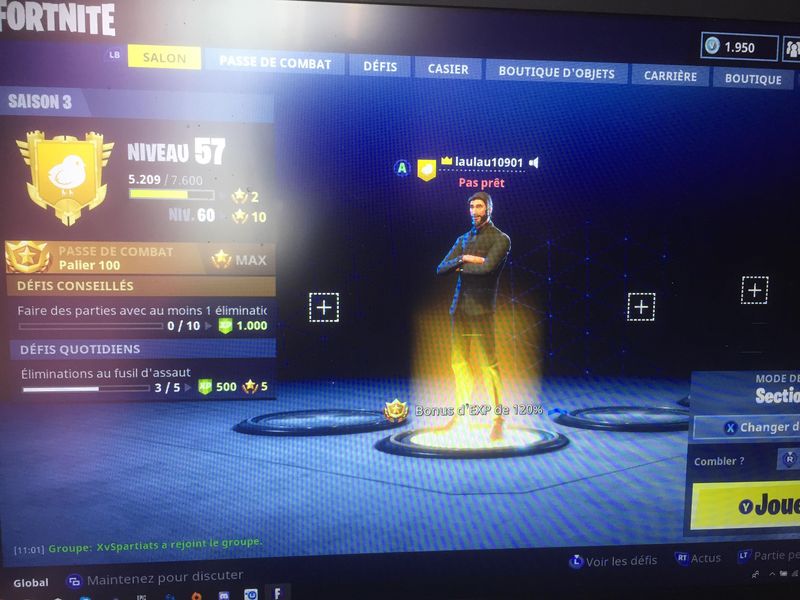 FORTNITE
1.950
LB SALON PASSE DE COMBAT DÉFIS CASIER BOUTIQUE D'OBJETS CARRIÈRE BOUTIQUE
SAISON 3
NIVEAU 57
5.209 / 7.600
2
NIV. 60
10
PASSE DE COMBAT
Palier 100
MAX
DÉFIS CONSEILLÉS
Faire des parties avec au moins 1 éliminatic
0 / 10
XP 1.000
DÉFIS QUOTIDIENS
Éliminations au fusil d'assaut
3 / 5
XP 500
5
A
laulau10901
Pas prêt
Bonus d'EXP de 120%
MODE DE
Sectio
X Changer d
Combler ?
R
Y Joue
[11:01] Groupe: XvSpartiats a rejoint le groupe.
L Voir les défis RT Actus LT Partie pe
Global Maintenez pour discuter
EPIC
F